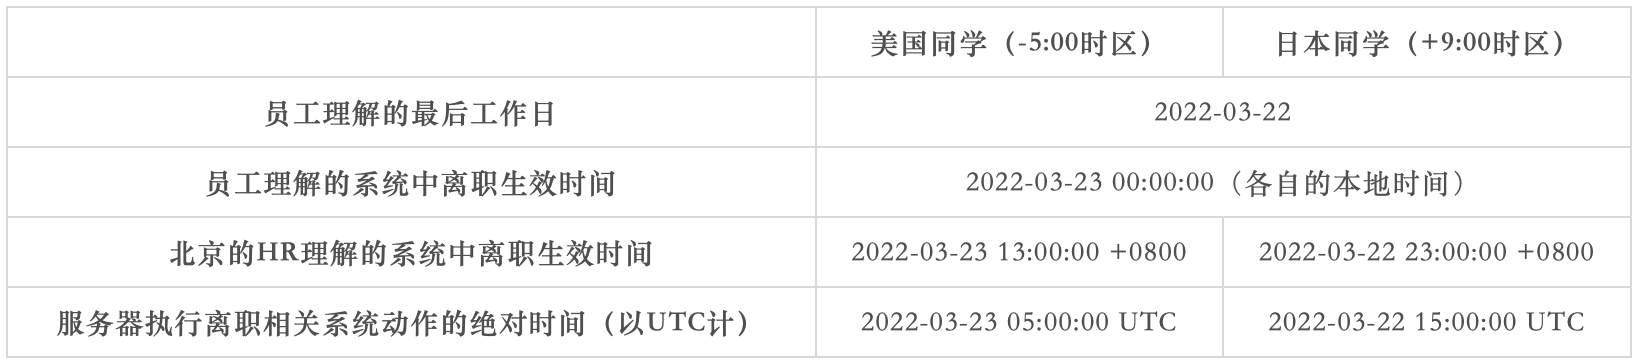 美国同学（-5:00时区） 日本同学（+9:00时区）
员工理解的最后工作日 2022-03-22
员工理解的系统中离职生效时间 2022-03-23 00:00:00（各自的本地时间）
北京的HR理解的系统中离职生效时间 2022-03-23 13:00:00 +0800 2022-03-22 23:00:00 +0800
服务器执行离职相关系统动作的绝对时间（以UTC计） 2022-03-23 05:00:00 UTC 2022-03-22 15:00:00 UTC